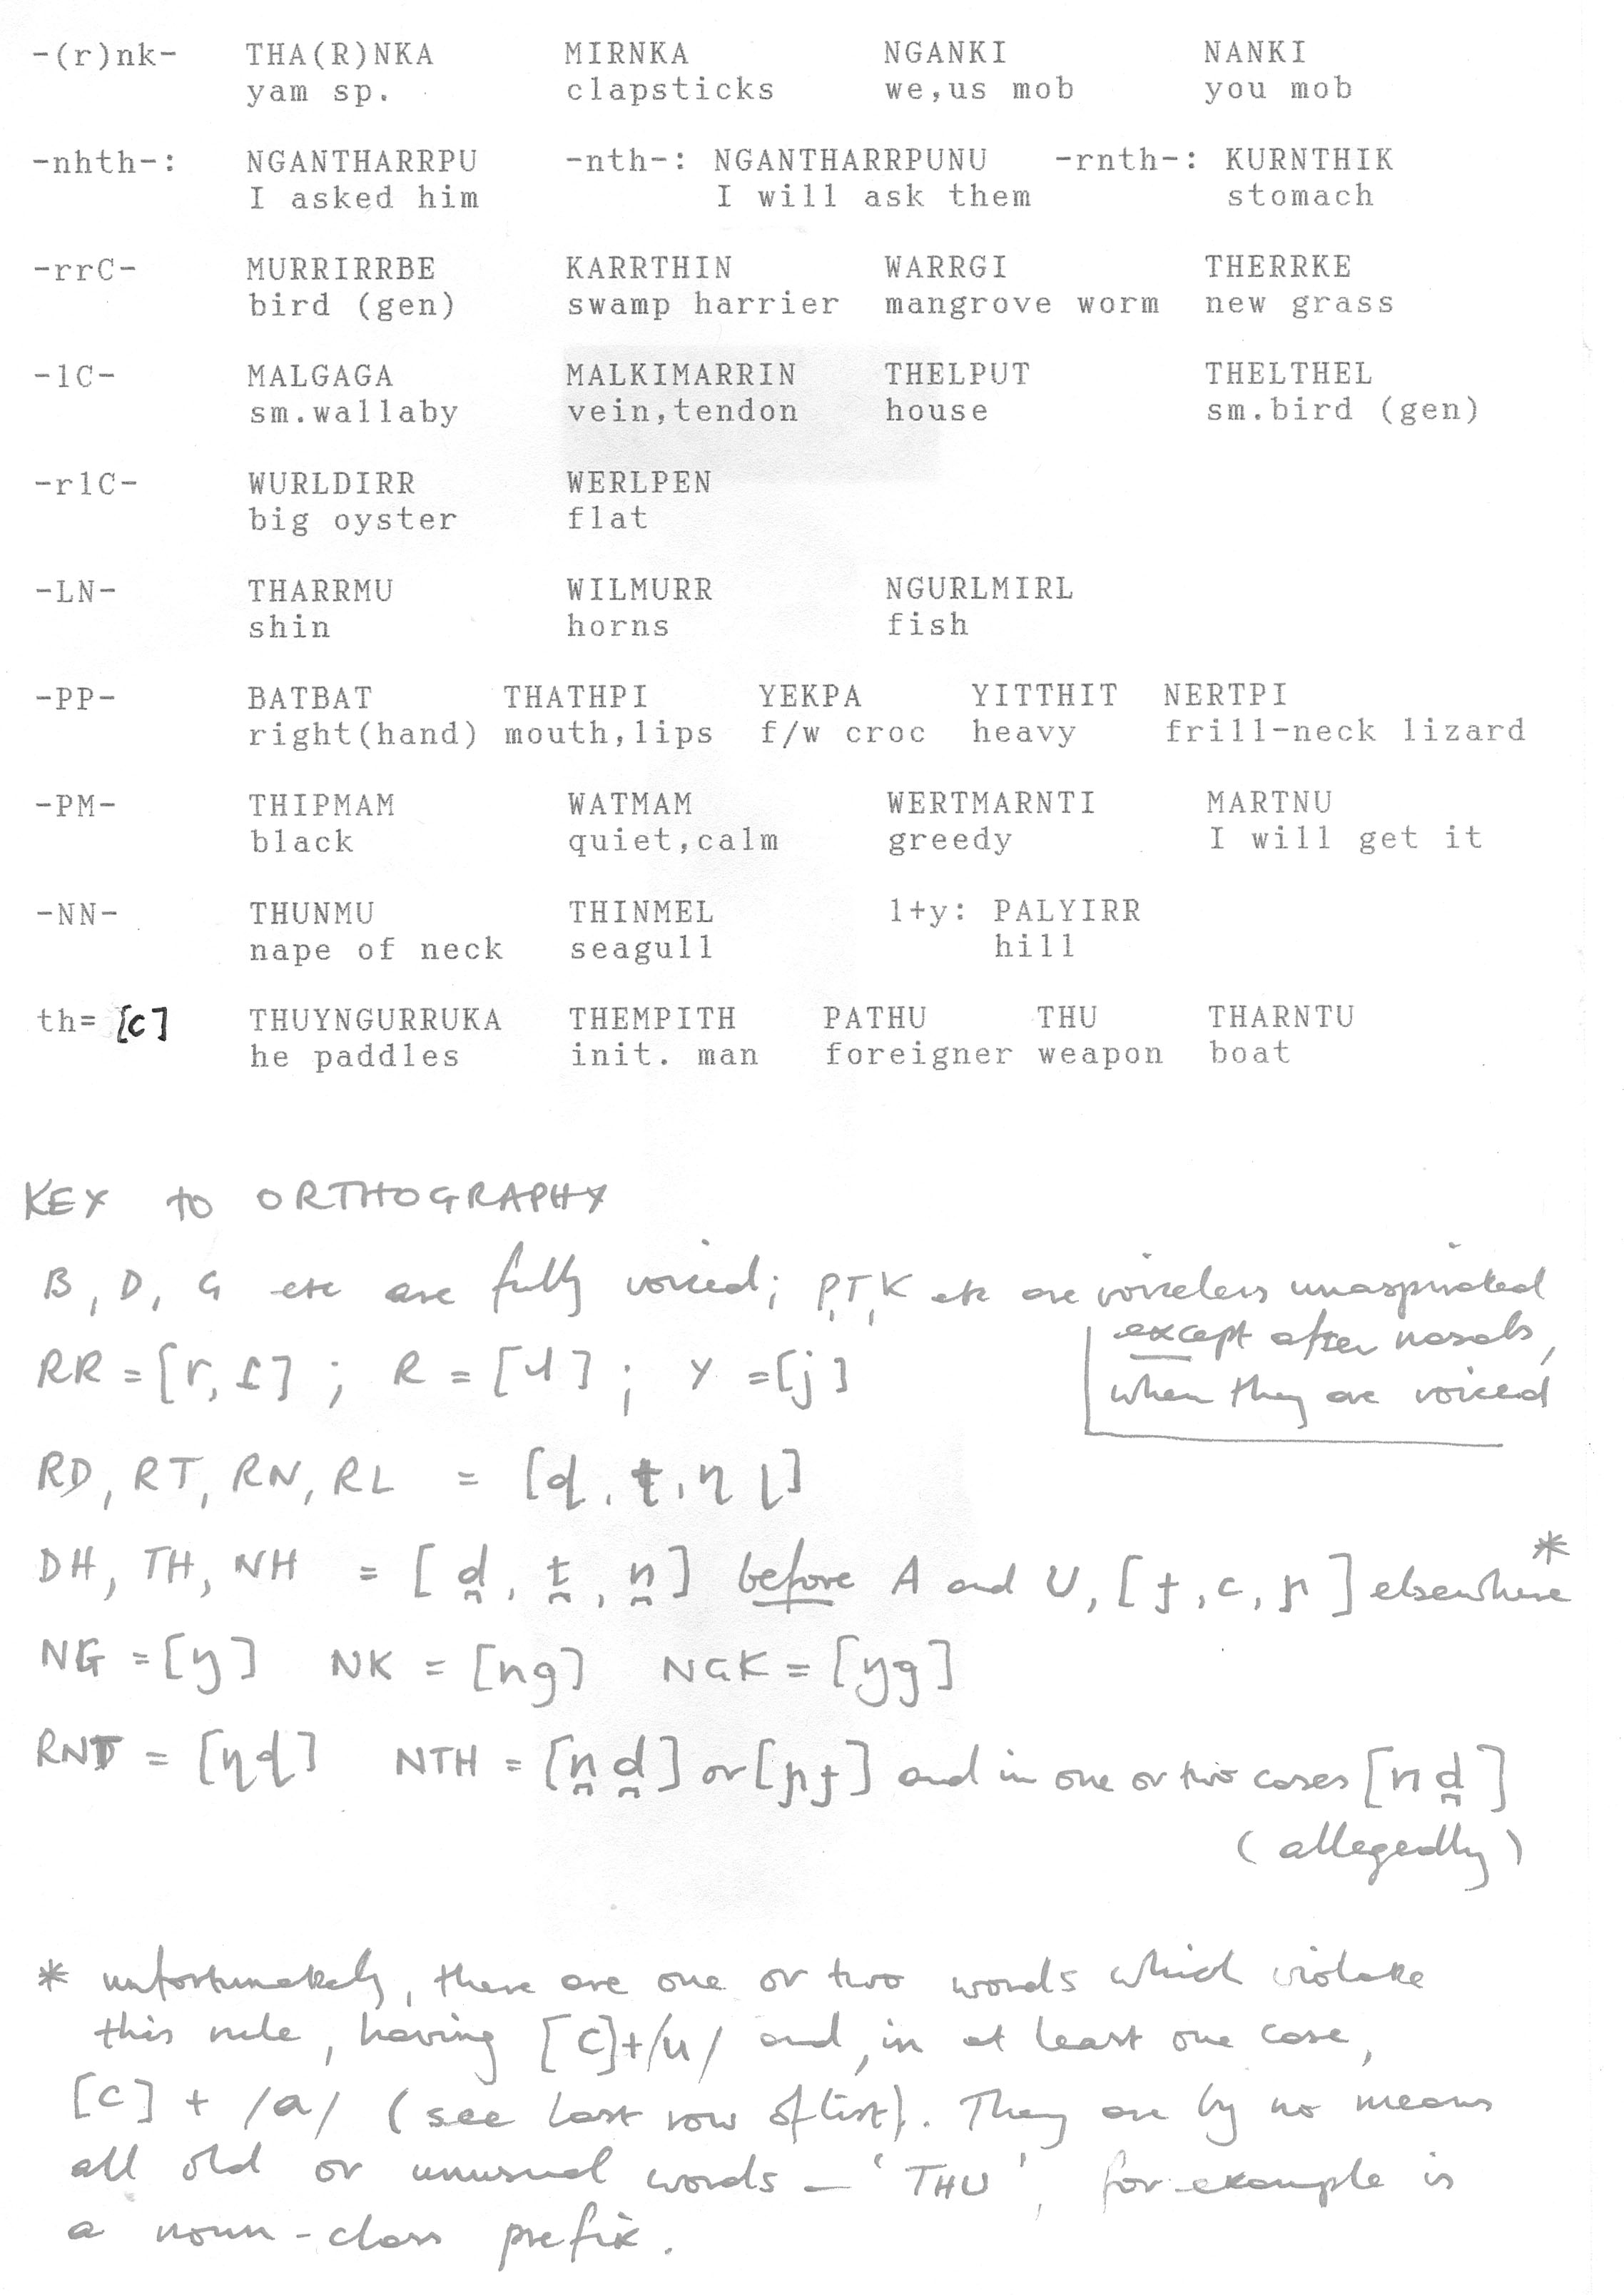 -(r)nk- THA(R)NKA MIRNKA NGANKI NANKI
yam sp. clapsticks we,us mob you mob
-nhth-: NGANTHARRPU -nth-: NGANTHARRPUNU -rnth-: KURNTHIK
I asked him I will ask them stomach
-rrC- MURRIRRBE KARRTHIN WARRGI THERRKE
bird (gen) swamp harrier mangrove worm new grass
-lC- MALGAGA MALKIMARRIN THELPUT THELTHEL
sm.wallaby vein,tendon house sm.bird (gen)
-rlC- WURLDIRR WERLPEN
big oyster flat
-LN- THARRMU WILMURR NGURLMIRL
shin horns fish
-PP- BATBAT THATHPI YEKPA YITTHIT NERTPI
right(hand) mouth,lips f/w croc heavy frill-neck lizard
-PM- THIPMAM WATMAM WERTMARNTI MARTNU
black quiet,calm greedy I will get it
-NN- THUNMU THINMEL l+y: PALYIRR
nape of neck seagull hill
th= [c] THUYNGURRUKA THEMPITH PATHU THU THARNTU
he paddles init. man foreigner weapon boat
KEY to ORTHOGRAPHY
B, D, G etc are fully voiced; P,T,K etc are voiceless unaspirated
except after nasals,
RR = [r, ɾ] ; R = [ɻ] ; Y = [j]
when they are voiced
RD, RT, RN, RL = [ɖ, ʈ, ɳ ɭ]
DH, TH, NH = [d̪, t̪, n̪] before A and U, [ɟ, c, ɲ] elsewhere*
NG = [ŋ] NK = [ng] NGK = [ŋg]
RNT = [ɳɖ] NTH = [n̪d̪] or [ɲɟ] and in one or two cases [nd̪]
(allegedly)
* unfortunately, there are one or two words which violate
this rule, having [c]+/u/ and, in at least one case,
[c] + /a/ (see last row of list). They are by no means
all old or unusual words - 'THU', for example is
a noun-class prefix.